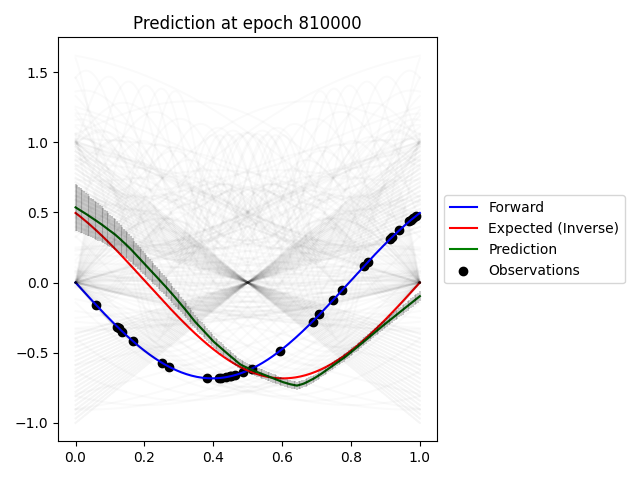 Prediction at epoch 810000
1.5
1.0
0.5
0.0
−0.5
−1.0
0.0 0.2 0.4 0.6 0.8 1.0
Forward
Expected (Inverse)
Prediction
Observations